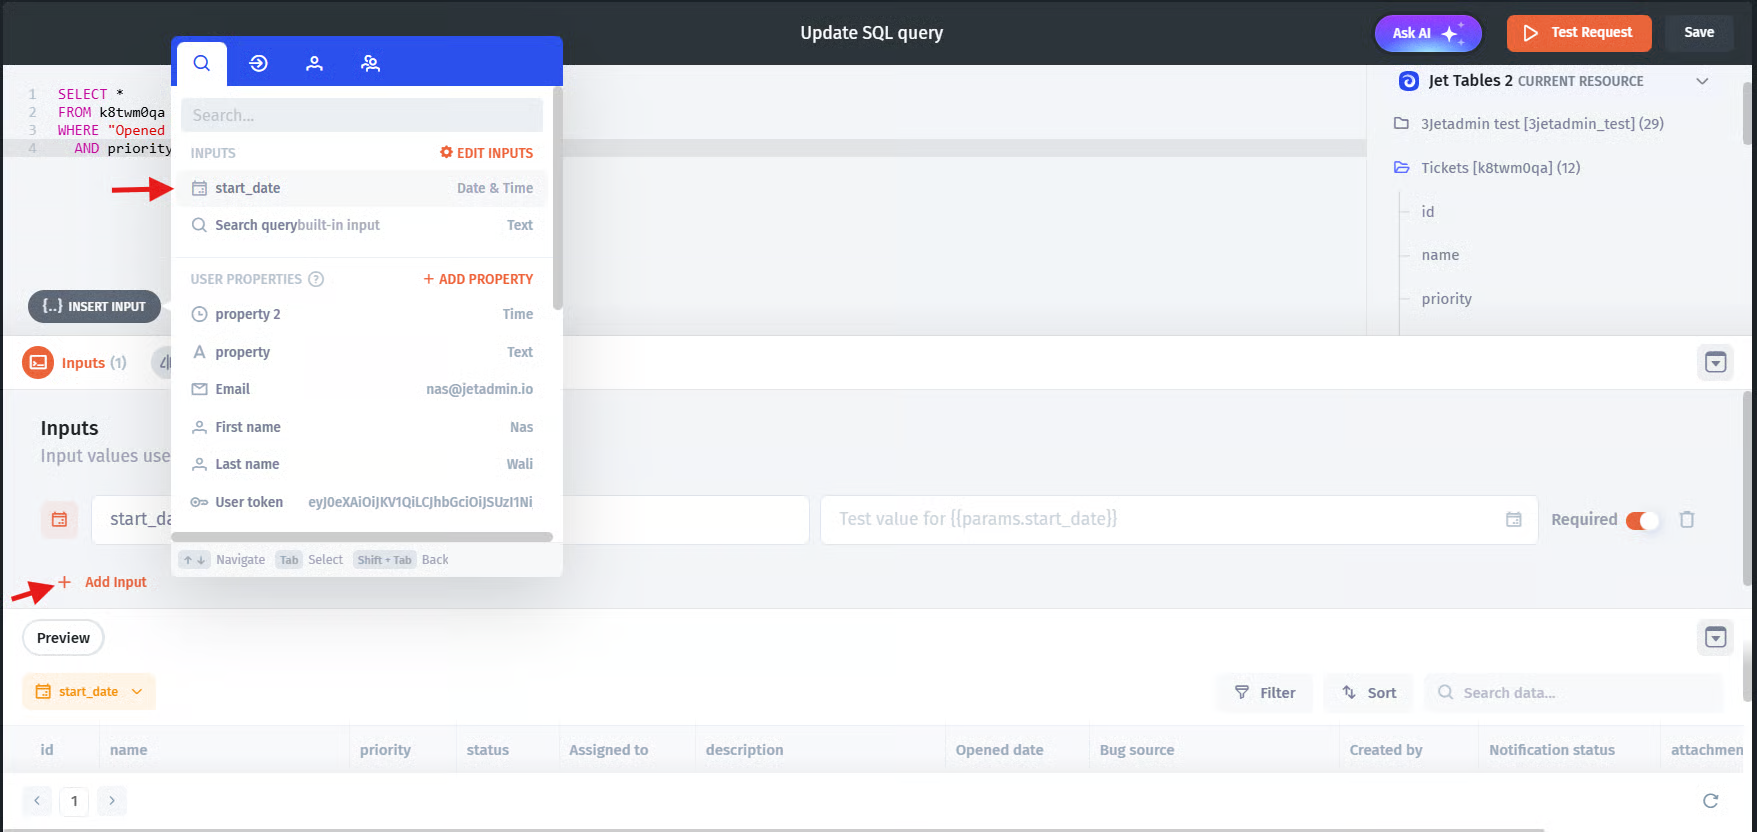 Update SQL query
Ask AI
Test Request
Save
1 SELECT *
2 FROM k8twm0qa
3 WHERE "Opened
4 AND priority
{..} INSERT INPUT
Search...
INPUTS
EDIT INPUTS
start_date
Date & Time
Search query built-in input
Text
USER PROPERTIES ?
+ ADD PROPERTY
property 2
Time
property
Text
Email
nas@jetadmin.io
First name
Nas
Last name
Wali
User token
eyJ0eXAiOiJKV1QiLCJhbGciOiJSUzI1Ni
↑ ↓ Navigate Tab Select Shift + Tab Back
Jet Tables 2 CURRENT RESOURCE
3Jetadmin test [3jetadmin_test] (29)
Tickets [k8twm0qa] (12)
id
name
priority
Inputs (1)
Inputs
Input values use
start_da
Test value for {{params.start_date}}
Required
+ Add Input
Preview
start_date
Filter
Sort
Search data...
id name priority status Assigned to description Opened date Bug source Created by Notification status attachmen
1